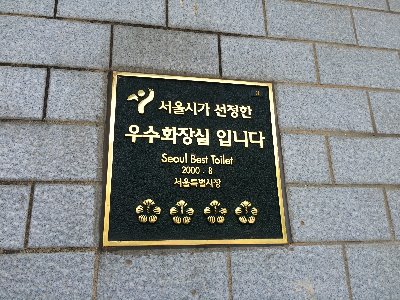 서울시가 선정한
우수화장실 입니다
Seoul Best Toilet
2000 . 8
서울특별시장